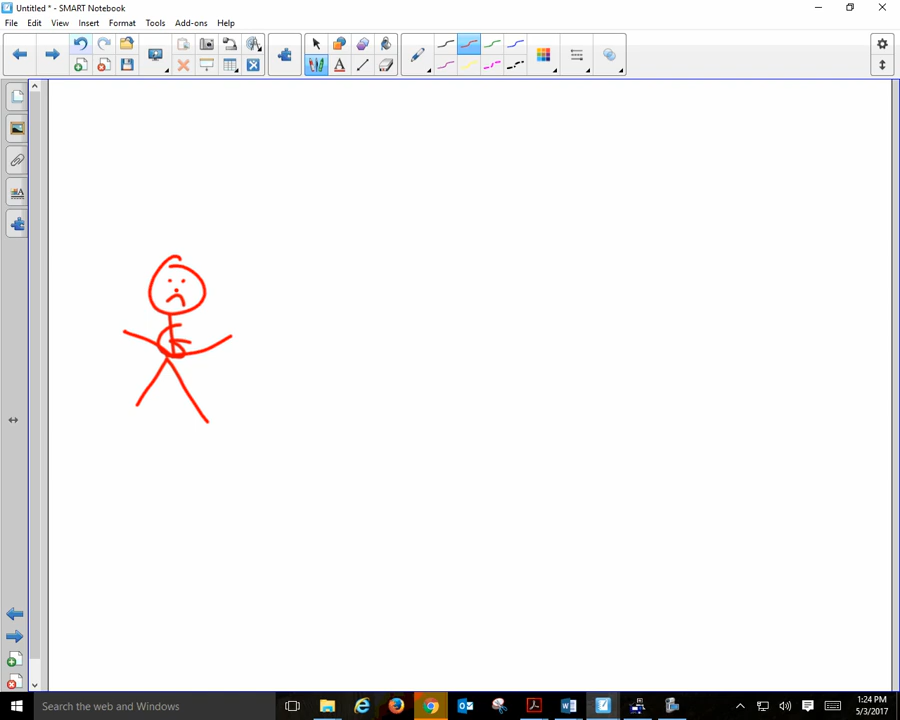 Untitled * - SMART Notebook
File Edit View Insert Format Tools Add-ons Help
Search the web and Windows
1:24 PM
5/3/2017